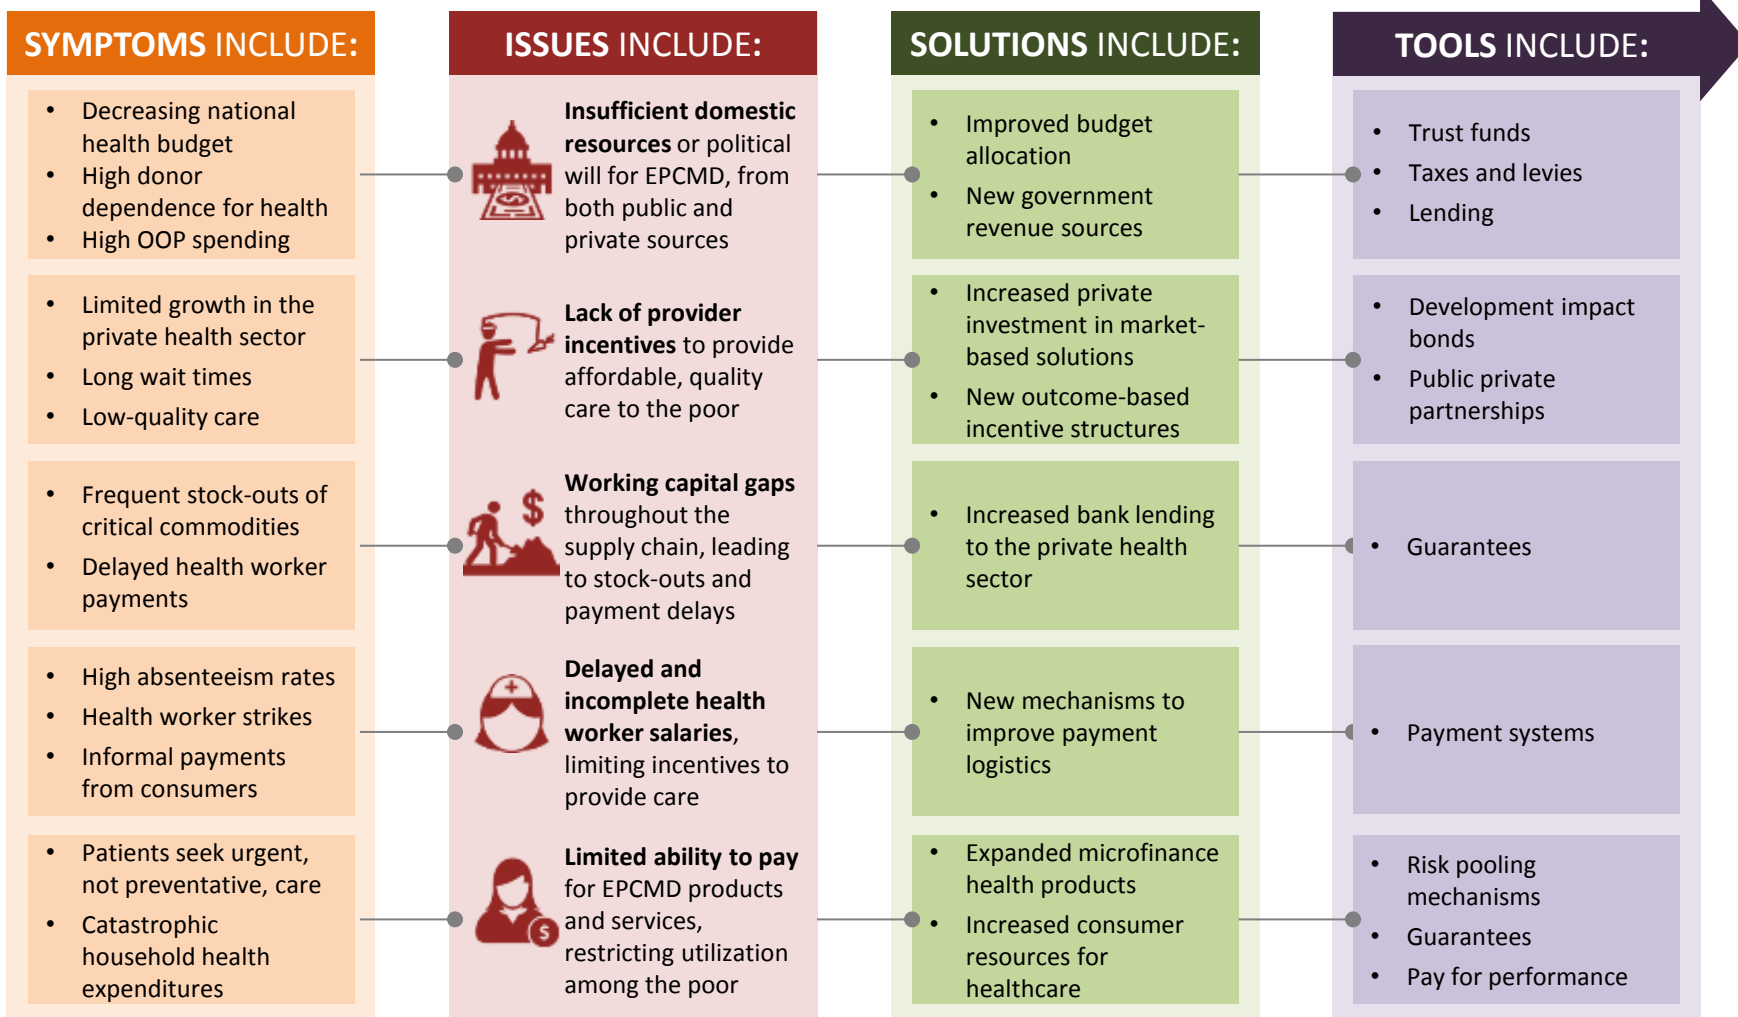 SYMPTOMS INCLUDE:
• Decreasing national
health budget
• High donor
dependence for health
• High OOP spending
• Limited growth in the
private health sector
• Long wait times
• Low-quality care
• Frequent stock-outs of
critical commodities
• Delayed health worker
payments
• High absenteeism rates
• Health worker strikes
• Informal payments
from consumers
• Patients seek urgent,
not preventative, care
• Catastrophic
household health
expenditures
ISSUES INCLUDE:
Insufficient domestic
resources or political
will for EPCMD, from
both public and
private sources
Lack of provider
incentives to provide
affordable, quality
care to the poor
$
Working capital gaps
throughout the
supply chain, leading
to stock-outs and
payment delays
Delayed and
incomplete health
worker salaries,
limiting incentives to
provide care
$
Limited ability to pay
for EPCMD products
and services,
restricting utilization
among the poor
SOLUTIONS INCLUDE:
• Improved budget
allocation
• New government
revenue sources
• Increased private
investment in market-
based solutions
• New outcome-based
incentive structures
• Increased bank lending
to the private health
sector
• New mechanisms to
improve payment
logistics
• Expanded microfinance
health products
• Increased consumer
resources for
healthcare
TOOLS INCLUDE:
• Trust funds
• Taxes and levies
• Lending
• Development impact
bonds
• Public private
partnerships
• Guarantees
• Payment systems
• Risk pooling
mechanisms
• Guarantees
• Pay for performance